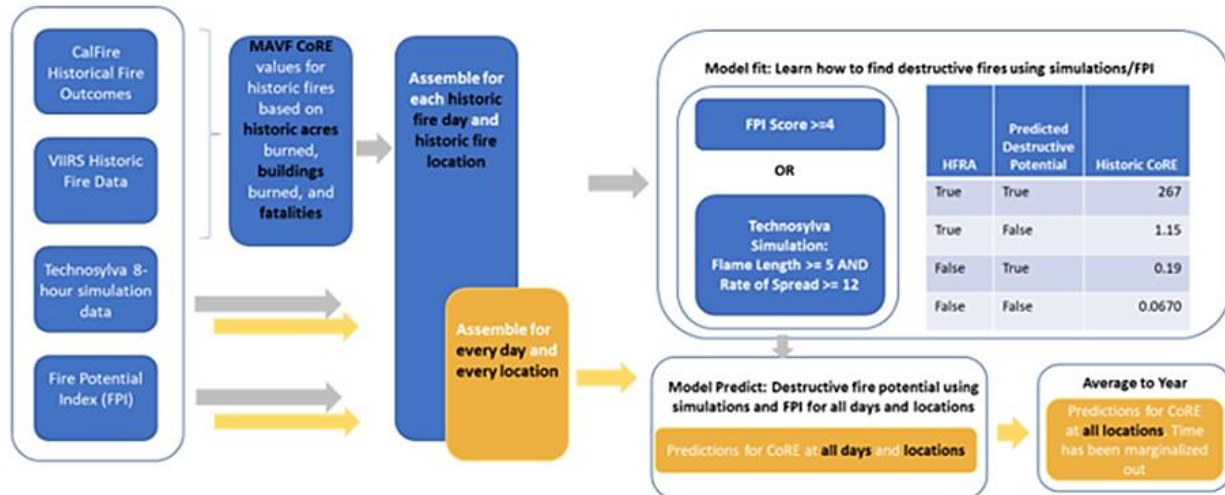 CalFire
Historical Fire
Outcomes
VIIRS Historic
Fire Data
Technosylva 8-
hour simulation
data
Fire Potential
Index (FPI)
MAVF CoRE
values for
historic fires
based on
historic acres
burned,
buildings
burned, and
fatalities
Assemble for
each historic
fire day and
historic fire
location
Assemble for
every day and
every location
Model fit: Learn how to find destructive fires using simulations/FPI
FPI Score >=4
OR
Technosylva
Simulation:
Flame Length >= 5 AND
Rate of Spread >= 12
HFRA
Predicted
Destructive
Potential
Historic CoRE
True True 267
True False 1.15
False True 0.19
False False 0.0670
Model Predict: Destructive fire potential using
simulations and FPI for all days and locations
Predictions for CoRE at all days and locations
Average to Year
Predictions for CoRE
at all locations. Time
has been marginalized
out